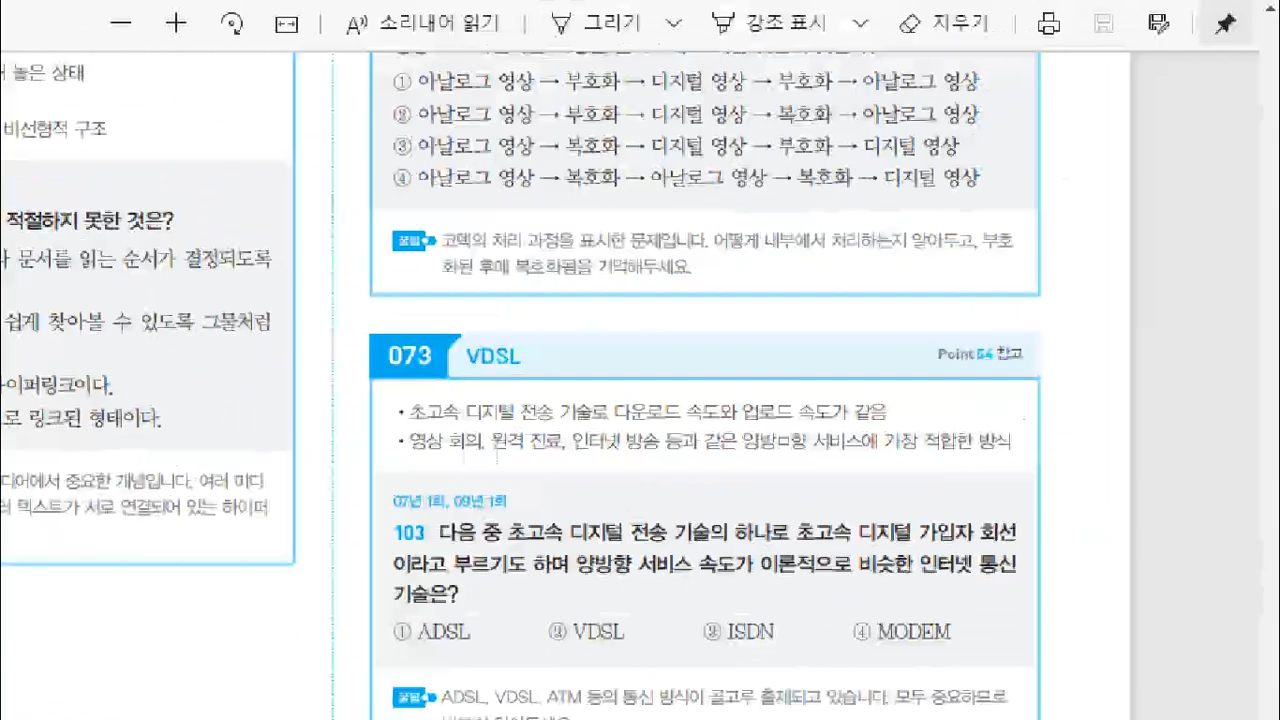 소리내어 읽기
그리기
강조 표시
지우기
높은 상태
비선형적 구조
적절하지 못한 것은?
문서를 읽는 순서가 결정되도록
쉽게 찾아볼 수 있도록 그물처럼
이퍼링크이다.
로 링크된 형태이다.
디어에서 중요한 개념입니다. 여러 미디
텍스트가 서로 연결되어 있는 하이퍼
① 아날로그 영상 → 부호화 → 디지털 영상 → 부호화 → 아날로그 영상
② 아날로그 영상 → 부호화 → 디지털 영상 → 복호화 → 아날로그 영상
③ 아날로그 영상 → 복호화 → 디지털 영상 → 부호화 → 디지털 영상
④ 아날로그 영상 → 복호화 → 아날로그 영상 → 복호화 → 디지털 영상
꿀팁 코덱의 처리 과정을 표시한 문제입니다. 어떻게 내부에서 처리하는지 알아두고, 부호
화된 후에 복호화됨을 기억해두세요.
073 VDSL Point 54 참고
• 초고속 디지털 전송 기술로 다운로드 속도와 업로드 속도가 같음
• 영상 회의, 원격 진료, 인터넷 방송 등과 같은 양방ㅁ향 서비스에 가장 적합한 방식
07년 1회, 09년 1회
103 다음 중 초고속 디지털 전송 기술의 하나로 초고속 디지털 가입자 회선
이라고 부르기도 하며 양방향 서비스 속도가 이론적으로 비슷한 인터넷 통신
기술은?
① ADSL ② VDSL ③ ISDN ④ MODEM
꿀팁 ADSL, VDSL, ATM 등의 통신 방식이 골고루 출제되고 있습니다. 모두 중요하므로